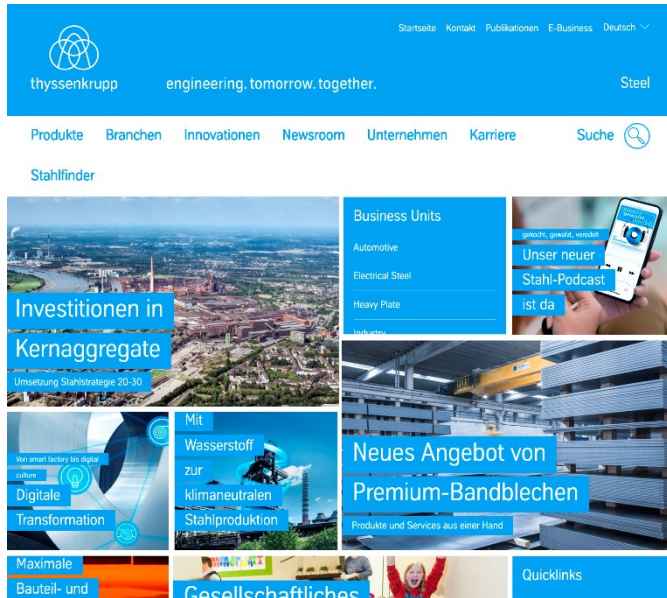 Startseite Kontakt Publikationen E-Business Deutsch
thyssenkrupp
engineering. tomorrow. together.
Steel
Produkte Branchen Innovationen Newsroom Unternehmen Karriere Suche
Stahlfinder
Investitionen in
Kernaggregate
Umsetzung Stahlstrategie 20-30
Business Units
Automotive
Electrical Steel
Heavy Plate
Industry
gekocht, gewalzt, veredelt
Unser neuer
Stahl-Podcast
ist da
Von smart factory bis digital
culture
Digitale
Transformation
Mit
Wasserstoff
zur
klimaneutralen
Stahlproduktion
Neues Angebot von
Premium-Bandblechen
Produkte und Services aus einer Hand
Maximale
Bauteil- und
Gesellschaftliches
Quicklinks